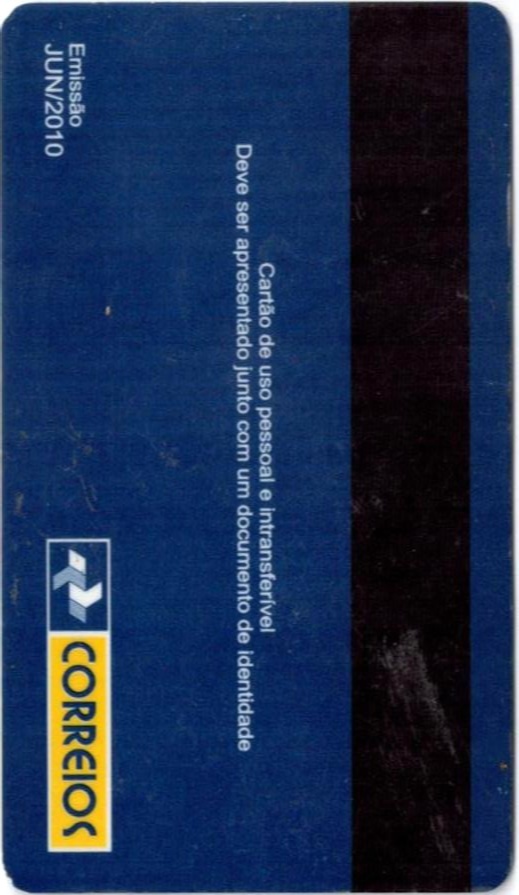 Cartão de uso pessoal e intransferível
Deve ser apresentado junto com um documento de identidade
Emissão
JUN/2010
CORREIOS